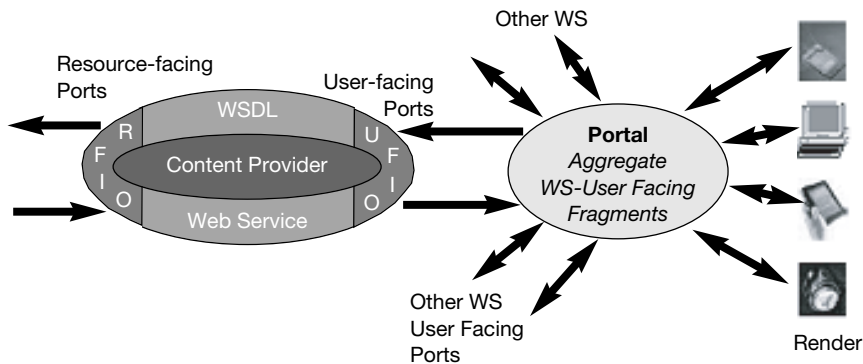 Other WS
Resource-facing
Ports
User-facing
Ports
WSDL
R
F
I
O
U
F
I
O
Content Provider
Web Service
Portal
Aggregate
WS-User Facing
Fragments
Other WS
User Facing
Ports
Render